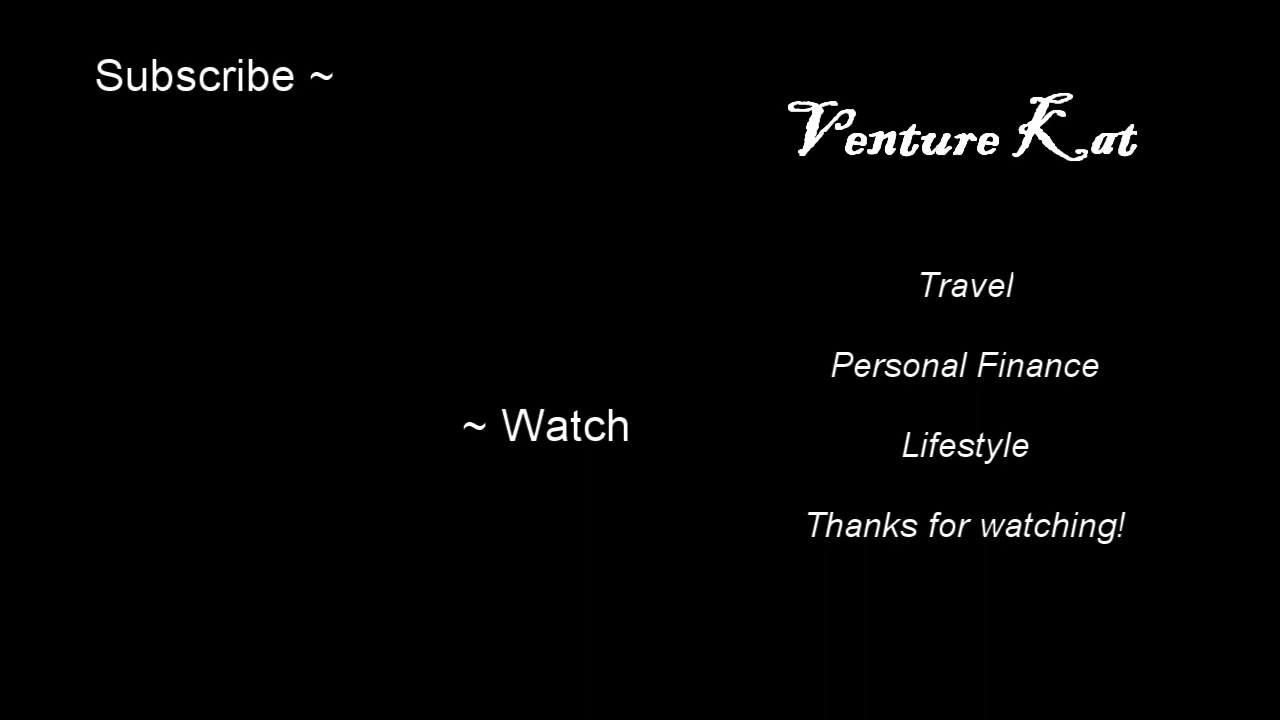 Subscribe ~
Venture Kat
Travel
Personal Finance
Lifestyle
~ Watch
Thanks for watching!